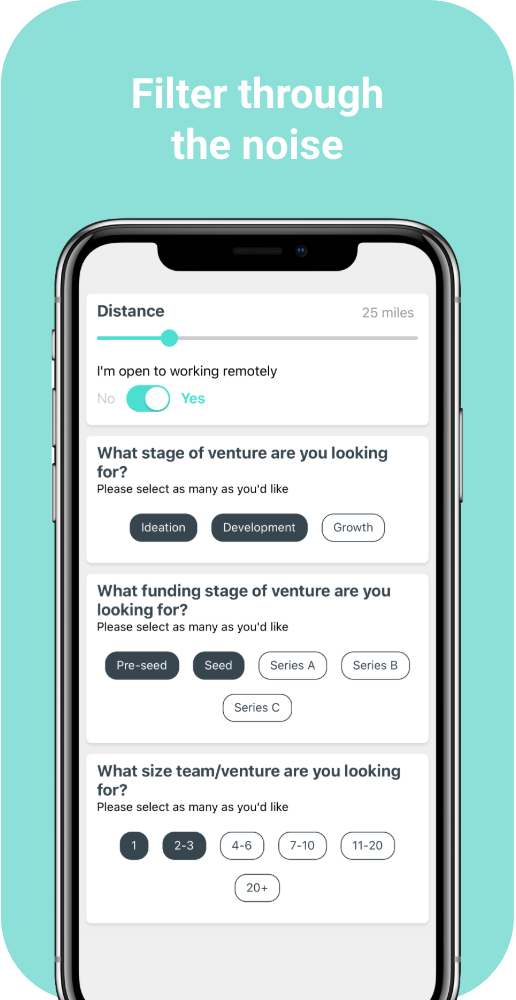 Filter through
the noise
Distance
25 miles
I'm open to working remotely
No Yes
What stage of venture are you looking
for?
Please select as many as you'd like
Ideation Development Growth
What funding stage of venture are you
looking for?
Please select as many as you'd like
Pre-seed Seed Series A Series B
Series C
What size team/venture are you looking
for?
Please select as many as you'd like
1 2-3 4-6 7-10 11-20
20+